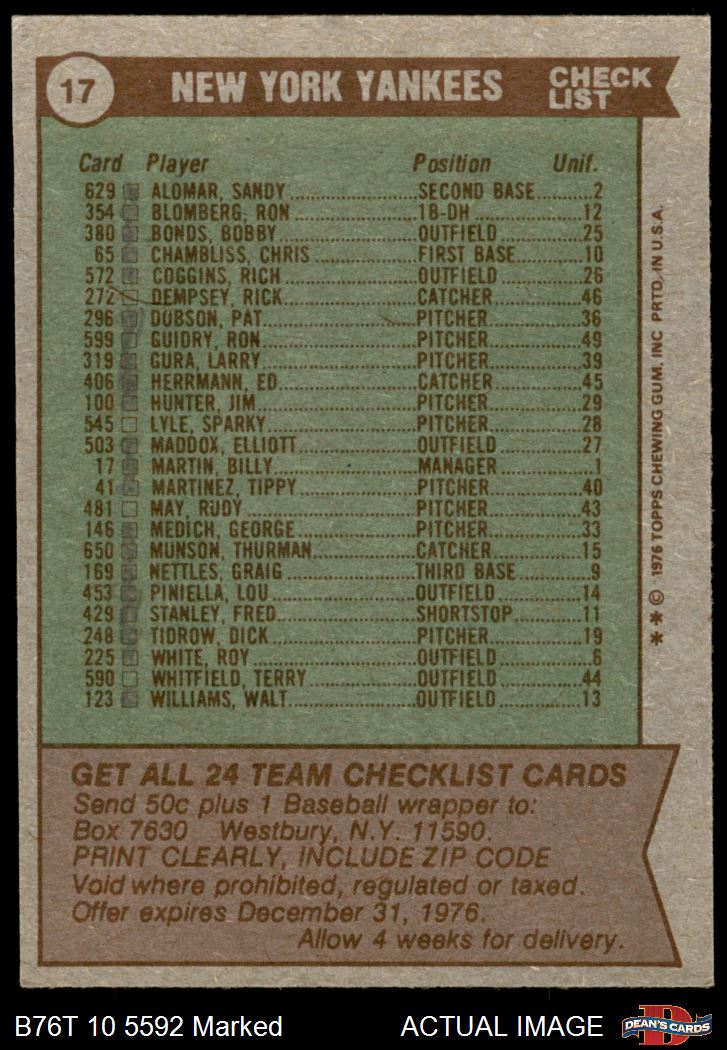 17 NEW YORK YANKEES CHECK LIST
Card Player Position Unif.
629 ALOMAR, SANDY SECOND BASE 2
354 BLOMBERG, RON 1B-DH 12
380 BONDS, BOBBY OUTFIELD 25
65 CHAMBLISS, CHRIS FIRST BASE 10
572 COGGINS, RICH OUTFIELD 26
272 DEMPSEY, RICK CATCHER 46
296 DOBSON, PAT PITCHER 36
599 GUIDRY, RON PITCHER 49
319 GURA, LARRY PITCHER 39
406 HERRMANN, ED CATCHER 45
100 HUNTER, JIM PITCHER 29
545 LYLE, SPARKY PITCHER 28
503 MADDOX, ELLIOTT OUTFIELD 27
17 MARTIN, BILLY MANAGER 1
41 MARTINEZ, TIPPY PITCHER 40
481 MAY, RUDY PITCHER 43
146 MEDICH, GEORGE PITCHER 33
650 MUNSON, THURMAN CATCHER 15
169 NETTLES, GRAIG THIRD BASE 9
453 PINIELLA, LOU OUTFIELD 14
429 STANLEY, FRED SHORTSTOP 11
248 TIDROW, DICK PITCHER 19
225 WHITE, ROY OUTFIELD 6
590 WHITFIELD, TERRY OUTFIELD 44
123 WILLIAMS, WALT OUTFIELD 13
**© 1976 TOPPS CHEWING GUM, INC PRTD. IN U.S.A.
GET ALL 24 TEAM CHECKLIST CARDS
Send 50c plus 1 Baseball wrapper to:
Box 7630 Westbury, N.Y. 11590.
PRINT CLEARLY, INCLUDE ZIP CODE
Void where prohibited, regulated or taxed.
Offer expires December 31, 1976.
Allow 4 weeks for delivery.
B76T 10 5592 Marked ACTUAL IMAGE
D
DEAN'S CARDS